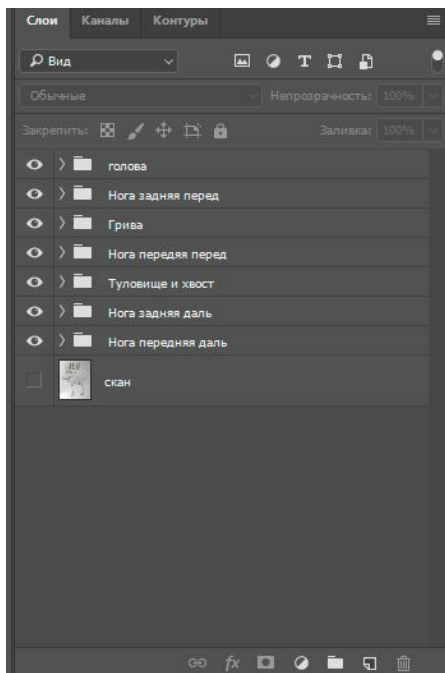 Слои Каналы Контуры
Вид
Обычные Непрозрачность: 100%
Закрепить: Заливка: 100%
голова
Нога задняя перед
Грива
Нога передяя перед
Туловище и хвост
Нога задняя даль
Нога передняя даль
скан
fx